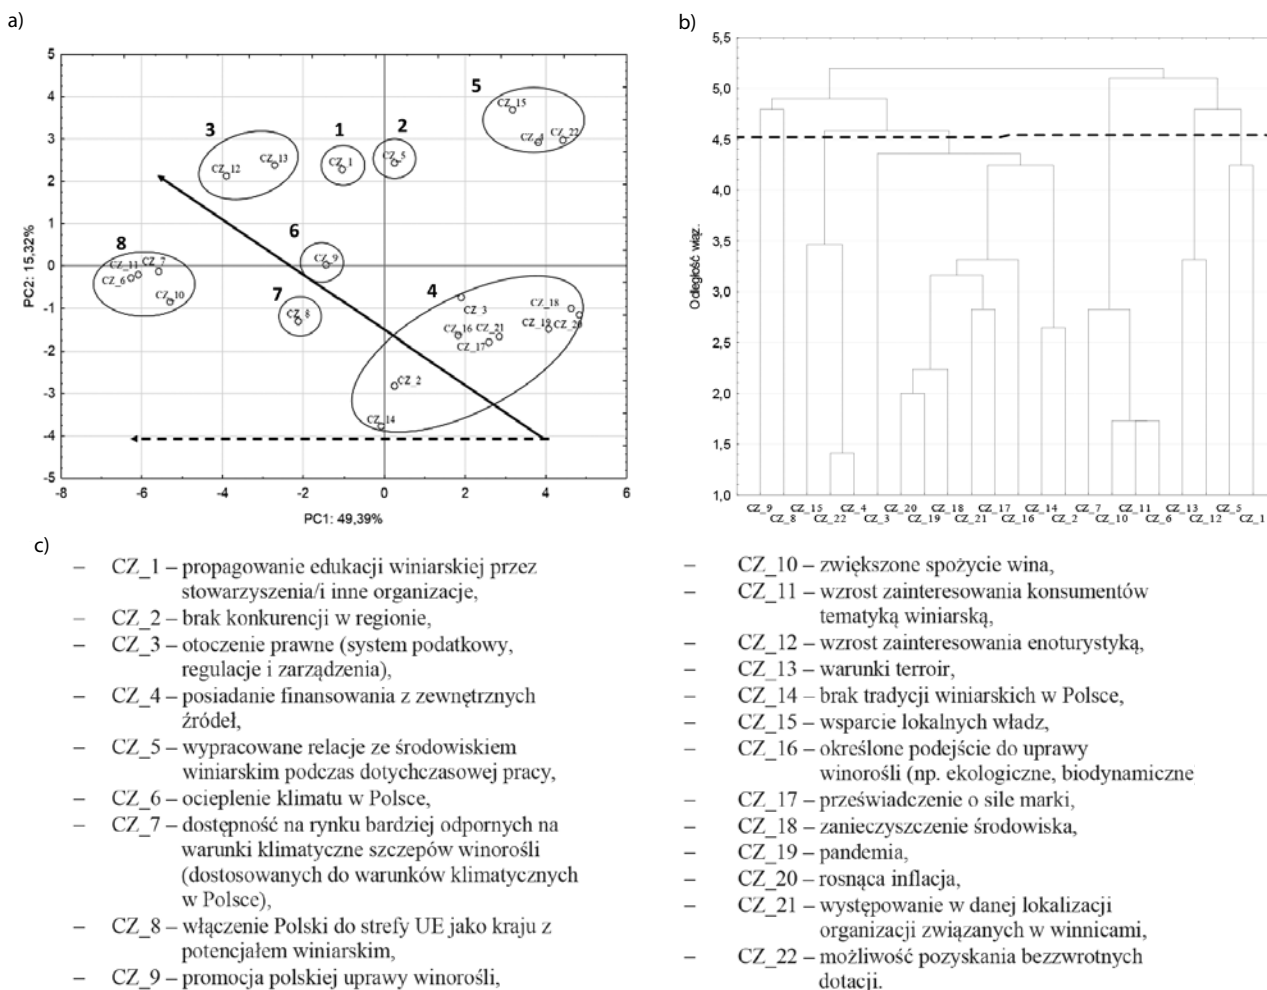 a)
5
4
3
2
1
0
-1
-2
-3
-4
-5
-8
-6
-4
-2
0
2
4
6
PC2: 15,32%
PC1: 49,39%
3
1
2
5
6
8
7
4
CZ_15
CZ_4
CZ_22
CZ_12
CZ_13
CZ_1
CZ_5
CZ_9
CZ_11
CZ_7
CZ_6
CZ_10
CZ_8
CZ_3
CZ_18
CZ_19
CZ_20
CZ_16
CZ_21
CZ_17
CZ_2
CZ_14
b)
5,5
5,0
4,5
4,0
3,5
3,0
2,5
2,0
1,5
1,0
Odległość wiąz.
CZ_9 CZ_15 CZ_4 CZ_20 CZ_18 CZ_17 CZ_14 CZ_7 CZ_11 CZ_13 CZ_5
CZ_8 CZ_22 CZ_3 CZ_19 CZ_21 CZ_16 CZ_2 CZ_10 CZ_6 CZ_12 CZ_1
c)
– CZ_1 – propagowanie edukacji winiarskiej przez
stowarzyszenia/i inne organizacje,
– CZ_2 – brak konkurencji w regionie,
– CZ_3 – otoczenie prawne (system podatkowy,
regulacje i zarządzenia),
– CZ_4 – posiadanie finansowania z zewnętrznych
źródeł,
– CZ_5 – wypracowane relacje ze środowiskiem
winiarskim podczas dotychczasowej pracy,
– CZ_6 – ocieplenie klimatu w Polsce,
– CZ_7 – dostępność na rynku bardziej odpornych na
warunki klimatyczne szczepów winorośli
(dostosowanych do warunków klimatycznych
w Polsce),
– CZ_8 – włączenie Polski do strefy UE jako kraju z
potencjałem winiarskim,
– CZ_9 – promocja polskiej uprawy winorośli,
– CZ_10 – zwiększone spożycie wina,
– CZ_11 – wzrost zainteresowania konsumentów
tematyką winiarską,
– CZ_12 – wzrost zainteresowania enoturystyką,
– CZ_13 – warunki terroir,
– CZ_14 – brak tradycji winiarskich w Polsce,
– CZ_15 – wsparcie lokalnych władz,
– CZ_16 – określone podejście do uprawy
winorośli (np. ekologiczne, biodynamiczne
– CZ_17 – przeświadczenie o sile marki,
– CZ_18 – zanieczyszczenie środowiska,
– CZ_19 – pandemia,
– CZ_20 – rosnąca inflacja,
– CZ_21 – występowanie w danej lokalizacji
organizacji związanych w winnicami,
– CZ_22 – możliwość pozyskania bezzwrotnych
dotacji.